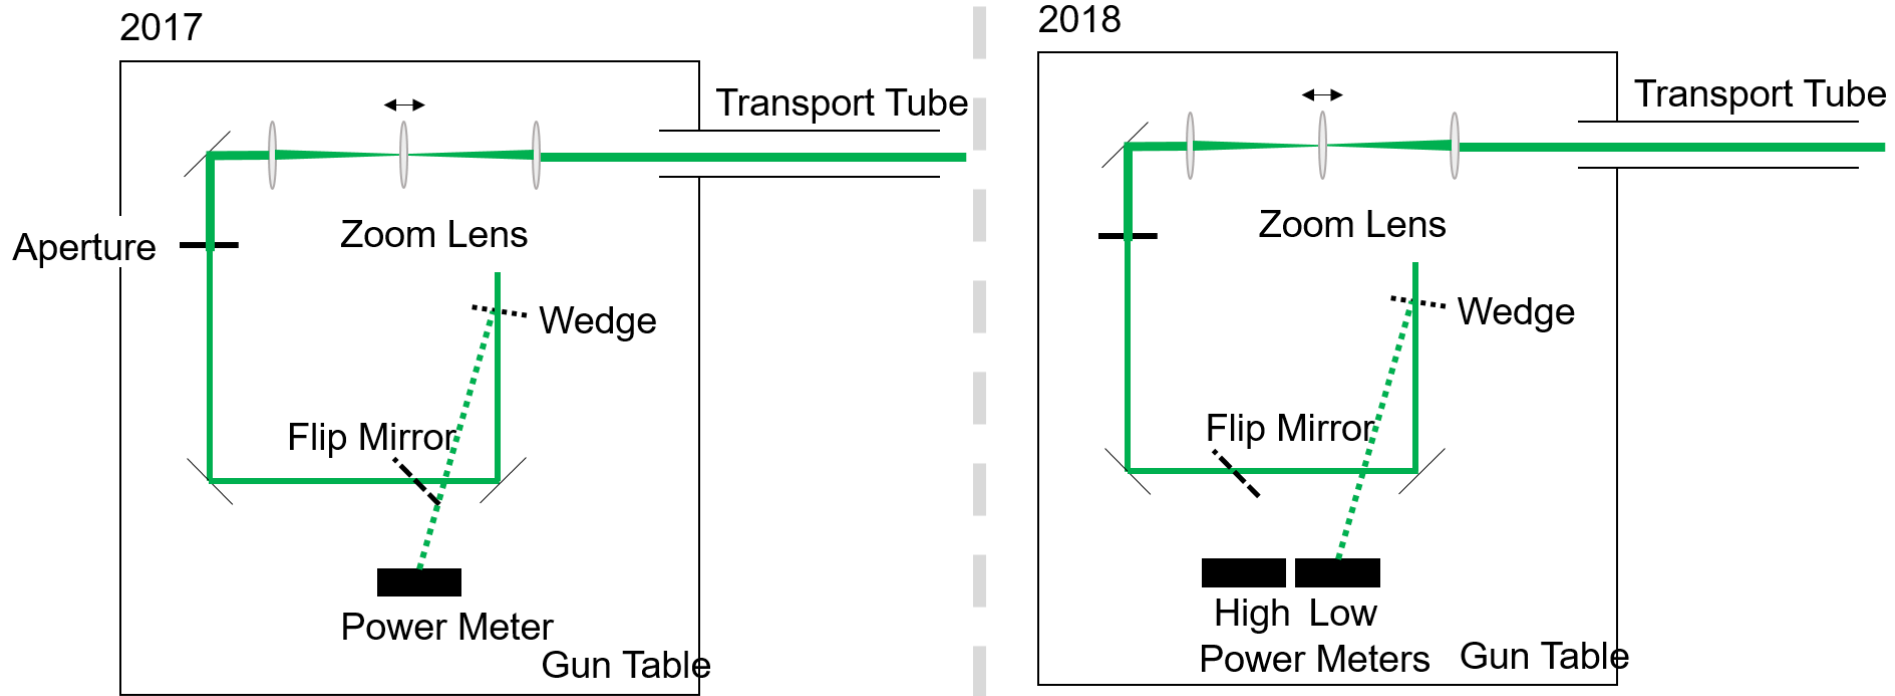 2017
Transport Tube
Aperture
Zoom Lens
Wedge
Flip Mirror
Power Meter
Gun Table
2018
Transport Tube
Zoom Lens
Wedge
Flip Mirror
High Low
Power Meters
Gun Table